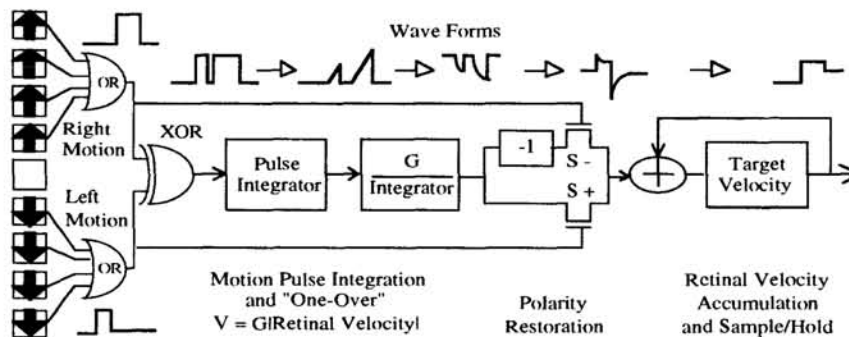 Wave Forms
OR
Right
Motion
XOR
Pulse
Integrator
G
Integrator
-1
S -
S +
Target
Velocity
Left
Motion
OR
Motion Pulse Integration
and "One-Over"
V = G|Retinal Velocity|
Polarity
Restoration
Retinal Velocity
Accumulation
and Sample/Hold